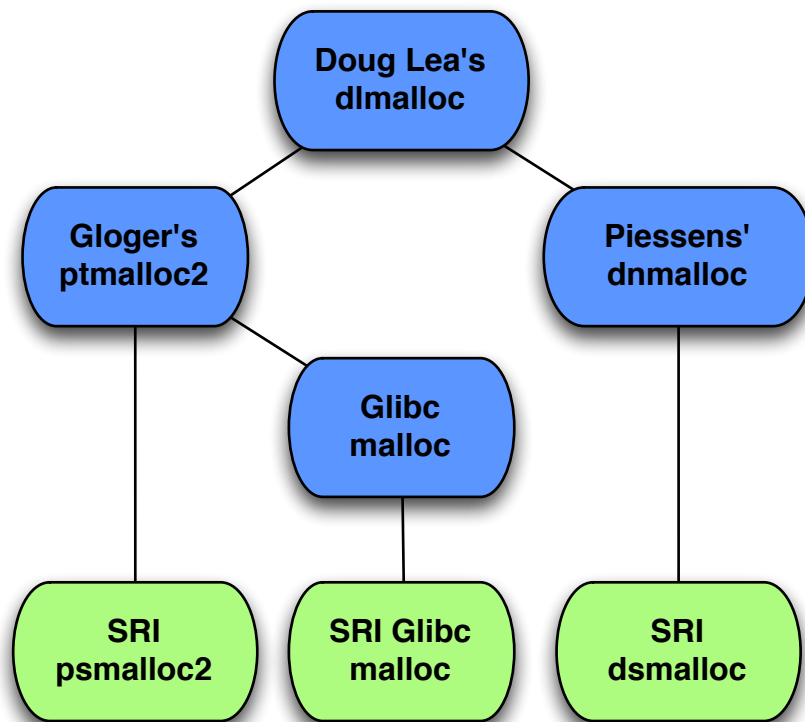 Doug Lea's
dlmalloc
Gloger's
ptmalloc2
Piessens'
dnmalloc
Glibc
malloc
SRI
psmalloc2
SRI Glibc
malloc
SRI
dsmalloc